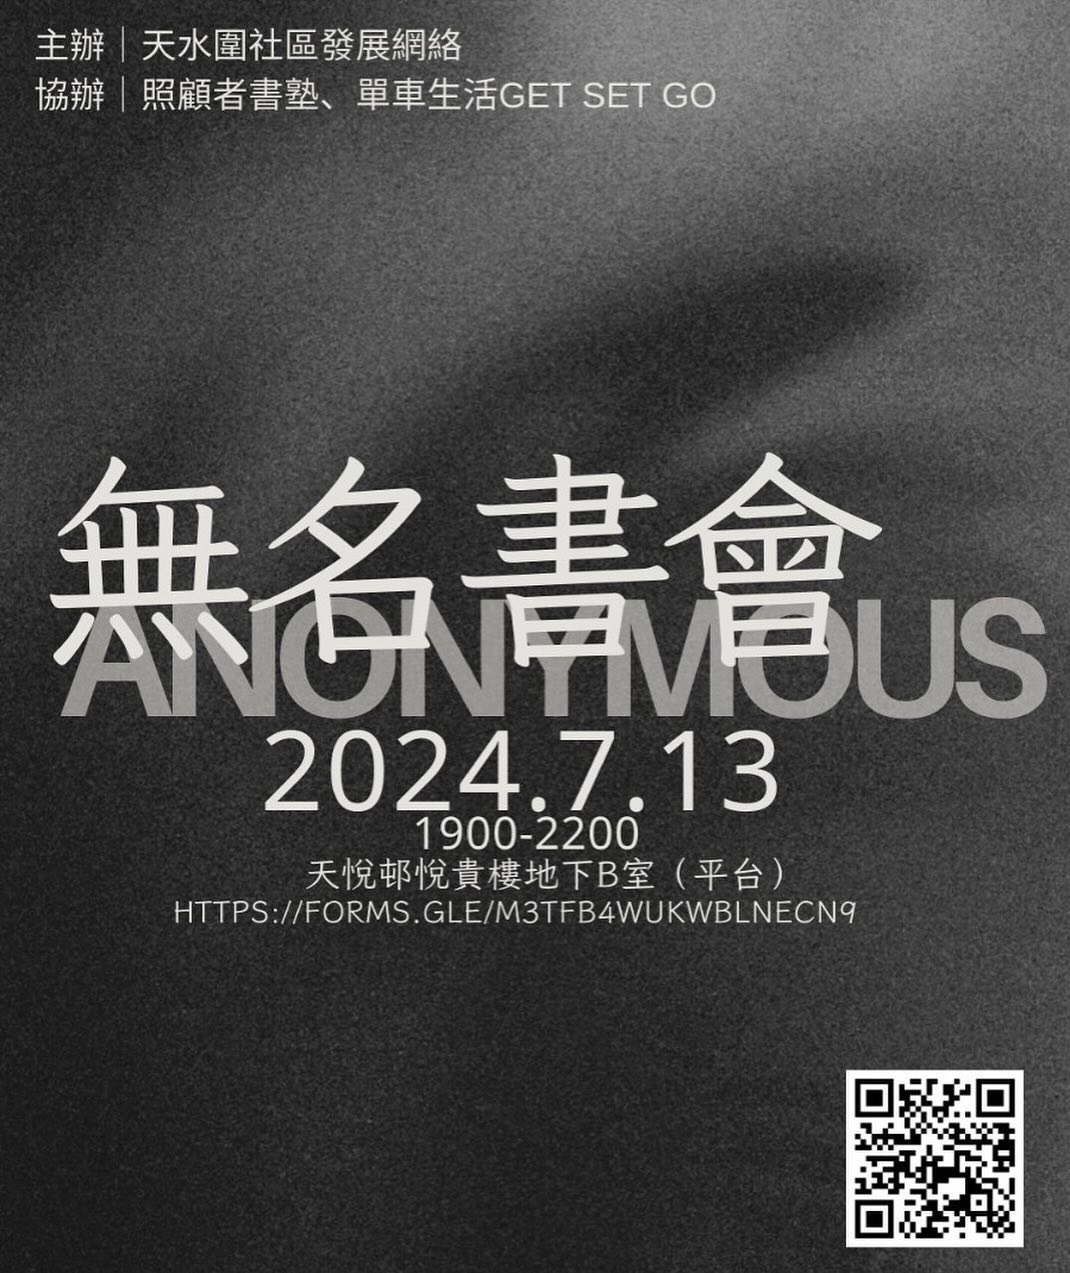 主辦｜天水圍社區發展網絡
協辦｜照顧者書塾、單車生活GET SET GO
無名書會
ANONYMOUS
2024.7.13
1900-2200
天悅邨悅貴樓地下B室（平台）
HTTPS://FORMS.GLE/M3TFB4WUKWBLNECN9